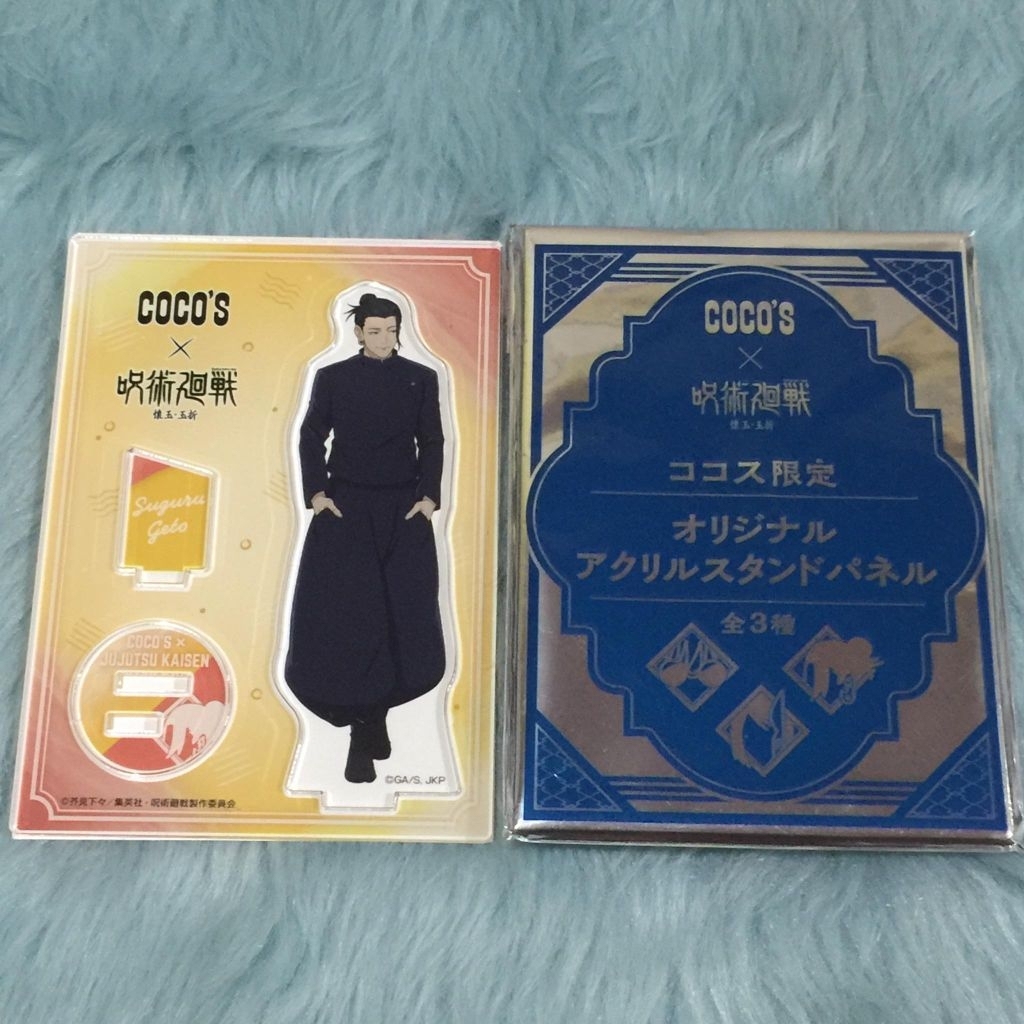 COCO'S
×
呪術廻戦
懐玉・玉折
Suguru
Geto
COCO'S ×
JUJUTSU KAISEN
©GA/S, JKP
©芥見下々／集英社・呪術廻戦製作委員会
COCO'S
×
呪術廻戦
懐玉・玉折
ココス限定
オリジナル
アクリルスタンドパネル
全3種